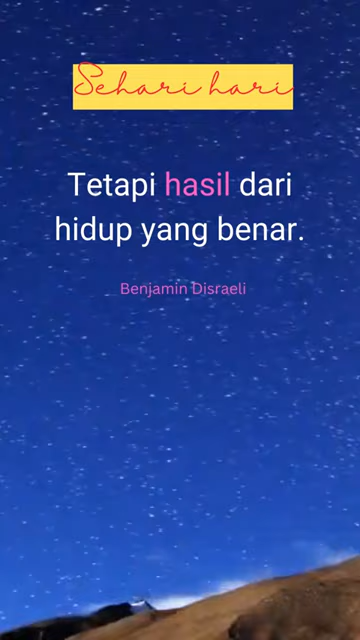 Sehari hari
Tetapi hasil dari
hidup yang benar.
Benjamin Disraeli